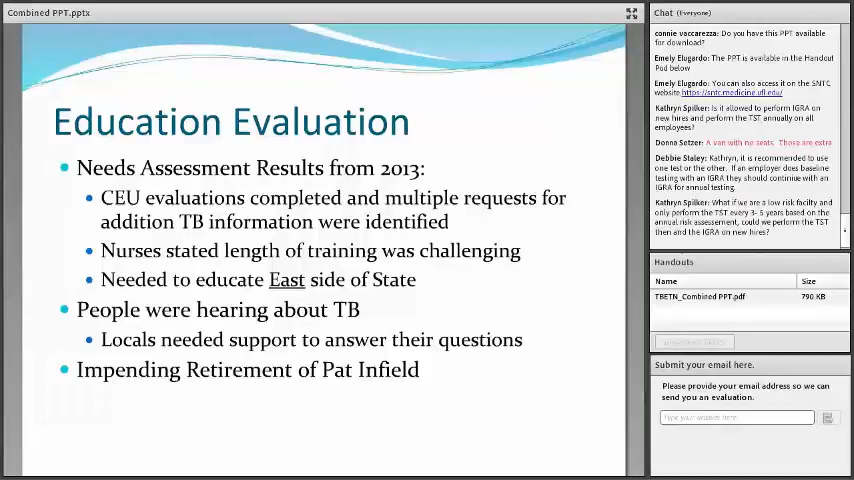 Combined PPT.pptx
Education Evaluation
Needs Assessment Results from 2013:
CEU evaluations completed and multiple requests for
addition TB information were identified
Nurses stated length of training was challenging
Needed to educate East side of State
People were hearing about TB
Locals needed support to answer their questions
Impending Retirement of Pat Infield
Chat (Everyone)
connie vaccarezza: Do you have this PPT available
for download?
Emely Elugardo: The PPT is available in the Handout
Pod below
Emely Elugardo: You can also access it on the SNTC
website https://sntc.medicine.ufl.edu/
Kathryn Spilker: Is it allowed to perform IGRA on
new hires and perform the TST annually on all
employees?
Donna Setzer: A van with no seats. Those are extra
Debbie Staley: Kathryn, it is recommended to use
one test or the other. If an employer does baseline
testing with an IGRA they should continue with an
IGRA for annual testing.
Kathryn Spilker: What if we are a low risk facility and
only perform the TST every 3- 5 years based on the
annual risk assessment, could we perform the TST
then and the IGRA on new hires?
Handouts
Name Size
TBETN_Combined PPT.pdf 790 KB
Submit your email here.
Please provide your email address so we can
send you an evaluation.
Type your answer here.